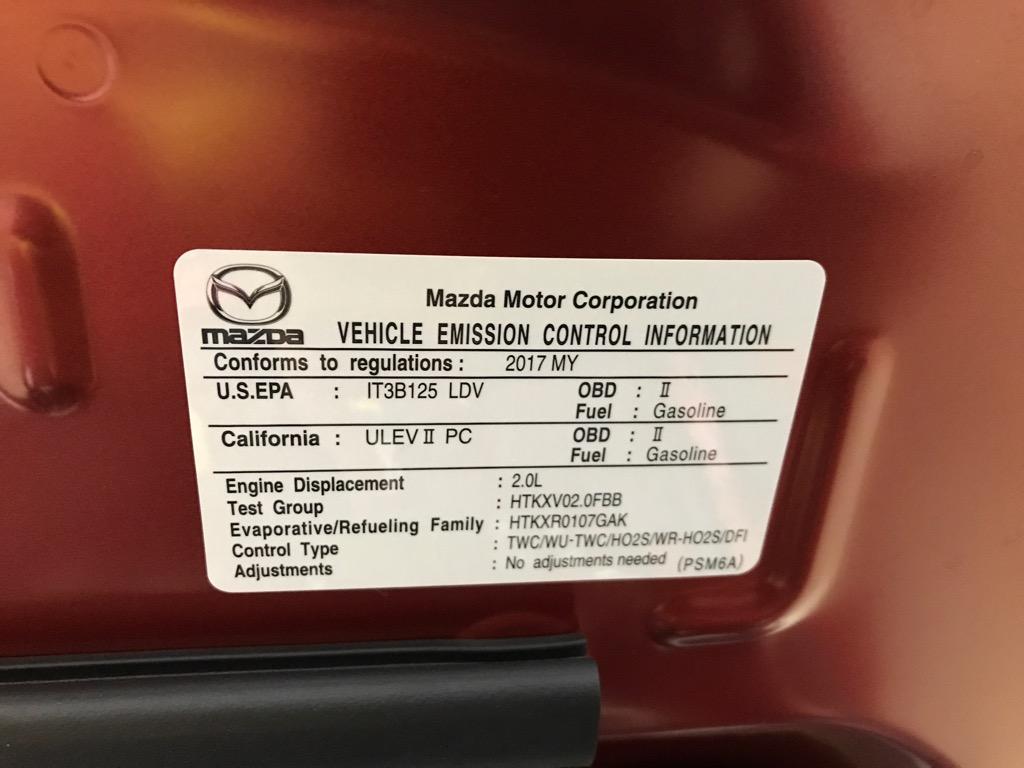 Mazda Motor Corporation
mazda
VEHICLE EMISSION CONTROL INFORMATION
Conforms to regulations : 2017 MY
U.S.EPA : IT3B125 LDV OBD : II
Fuel : Gasoline
California : ULEV II PC OBD : II
Fuel : Gasoline
Engine Displacement : 2.0L
Test Group : HTKXV02.0FBB
Evaporative/Refueling Family : HTKXR0107GAK
Control Type : TWC/WU-TWC/HO2S/WR-HO2S/DFI
Adjustments : No adjustments needed (PSM6A)